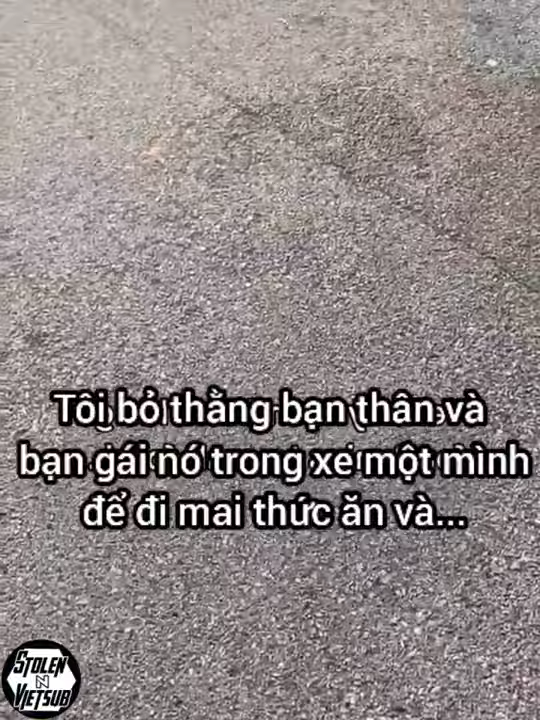 Tôi bỏ thằng bạn thân và
bạn gái nó trong xe một mình
để đi mai thức ăn và...
STOLEN
N
VIETSUB